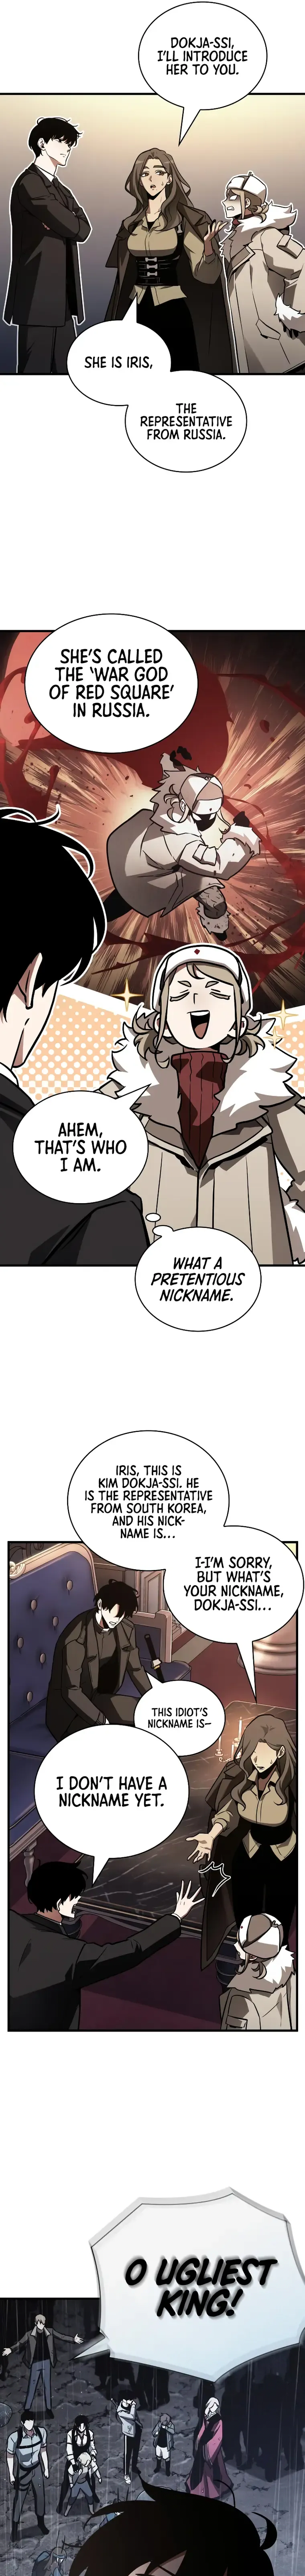 DOKJA-SSI,
I'LL INTRODUCE
HER TO YOU.
SHE IS IRIS,
THE
REPRESENTATIVE
FROM RUSSIA.
SHE'S CALLED
THE 'WAR GOD
OF RED SQUARE'
IN RUSSIA.
AHEM,
THAT'S WHO
I AM.
WHAT A
PRETENTIOUS
NICKNAME.
IRIS, THIS IS
KIM DOKJA-SSI. HE
IS THE REPRESENTATIVE
FROM SOUTH KOREA,
AND HIS NICK-
NAME IS...
I-I'M SORRY,
BUT WHAT'S
YOUR NICKNAME,
DOKJA-SSI...
THIS IDIOT'S
NICKNAME IS~
I DON'T HAVE A
NICKNAME YET.
O UGLIEST
KING!